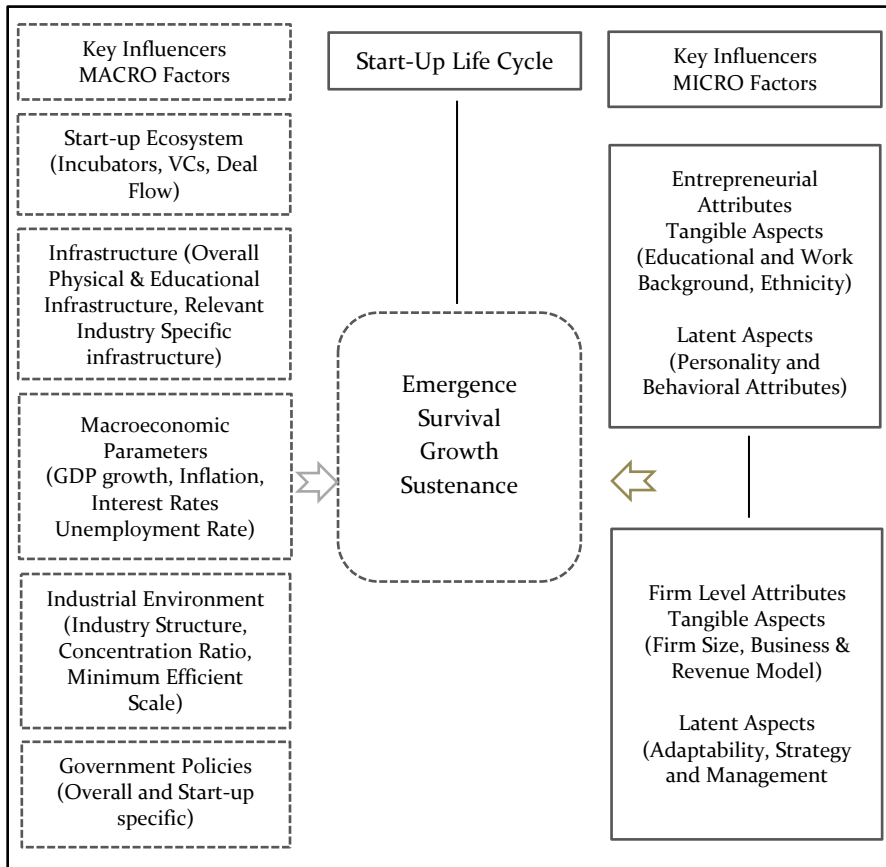 Key Influencers
MACRO Factors
Start-up Ecosystem
(Incubators, VCs, Deal
Flow)
Infrastructure (Overall
Physical & Educational
Infrastructure, Relevant
Industry Specific
infrastructure)
Macroeconomic
Parameters
(GDP growth, Inflation,
Interest Rates
Unemployment Rate)
Industrial Environment
(Industry Structure,
Concentration Ratio,
Minimum Efficient
Scale)
Government Policies
(Overall and Start-up
specific)
Start-Up Life Cycle
Emergence
Survival
Growth
Sustenance
Key Influencers
MICRO Factors
Entrepreneurial
Attributes
Tangible Aspects
(Educational and Work
Background, Ethnicity)
Latent Aspects
(Personality and
Behavioral Attributes)
Firm Level Attributes
Tangible Aspects
(Firm Size, Business &
Revenue Model)
Latent Aspects
(Adaptability, Strategy
and Management